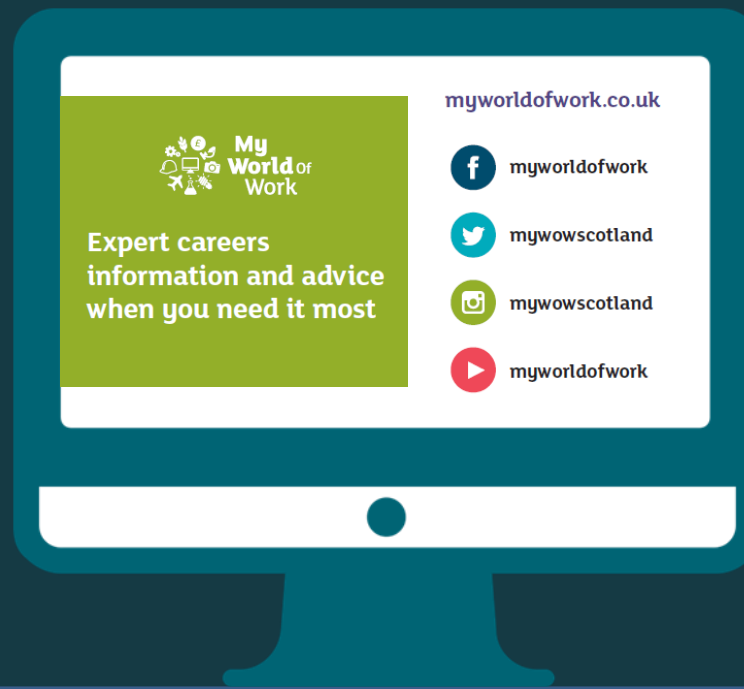 My
World Of
Work
Expert careers
information and advice
when you need it most
myworldofwork.co.uk
myworldofwork
mywowscotland
mywowscotland
myworldofwork